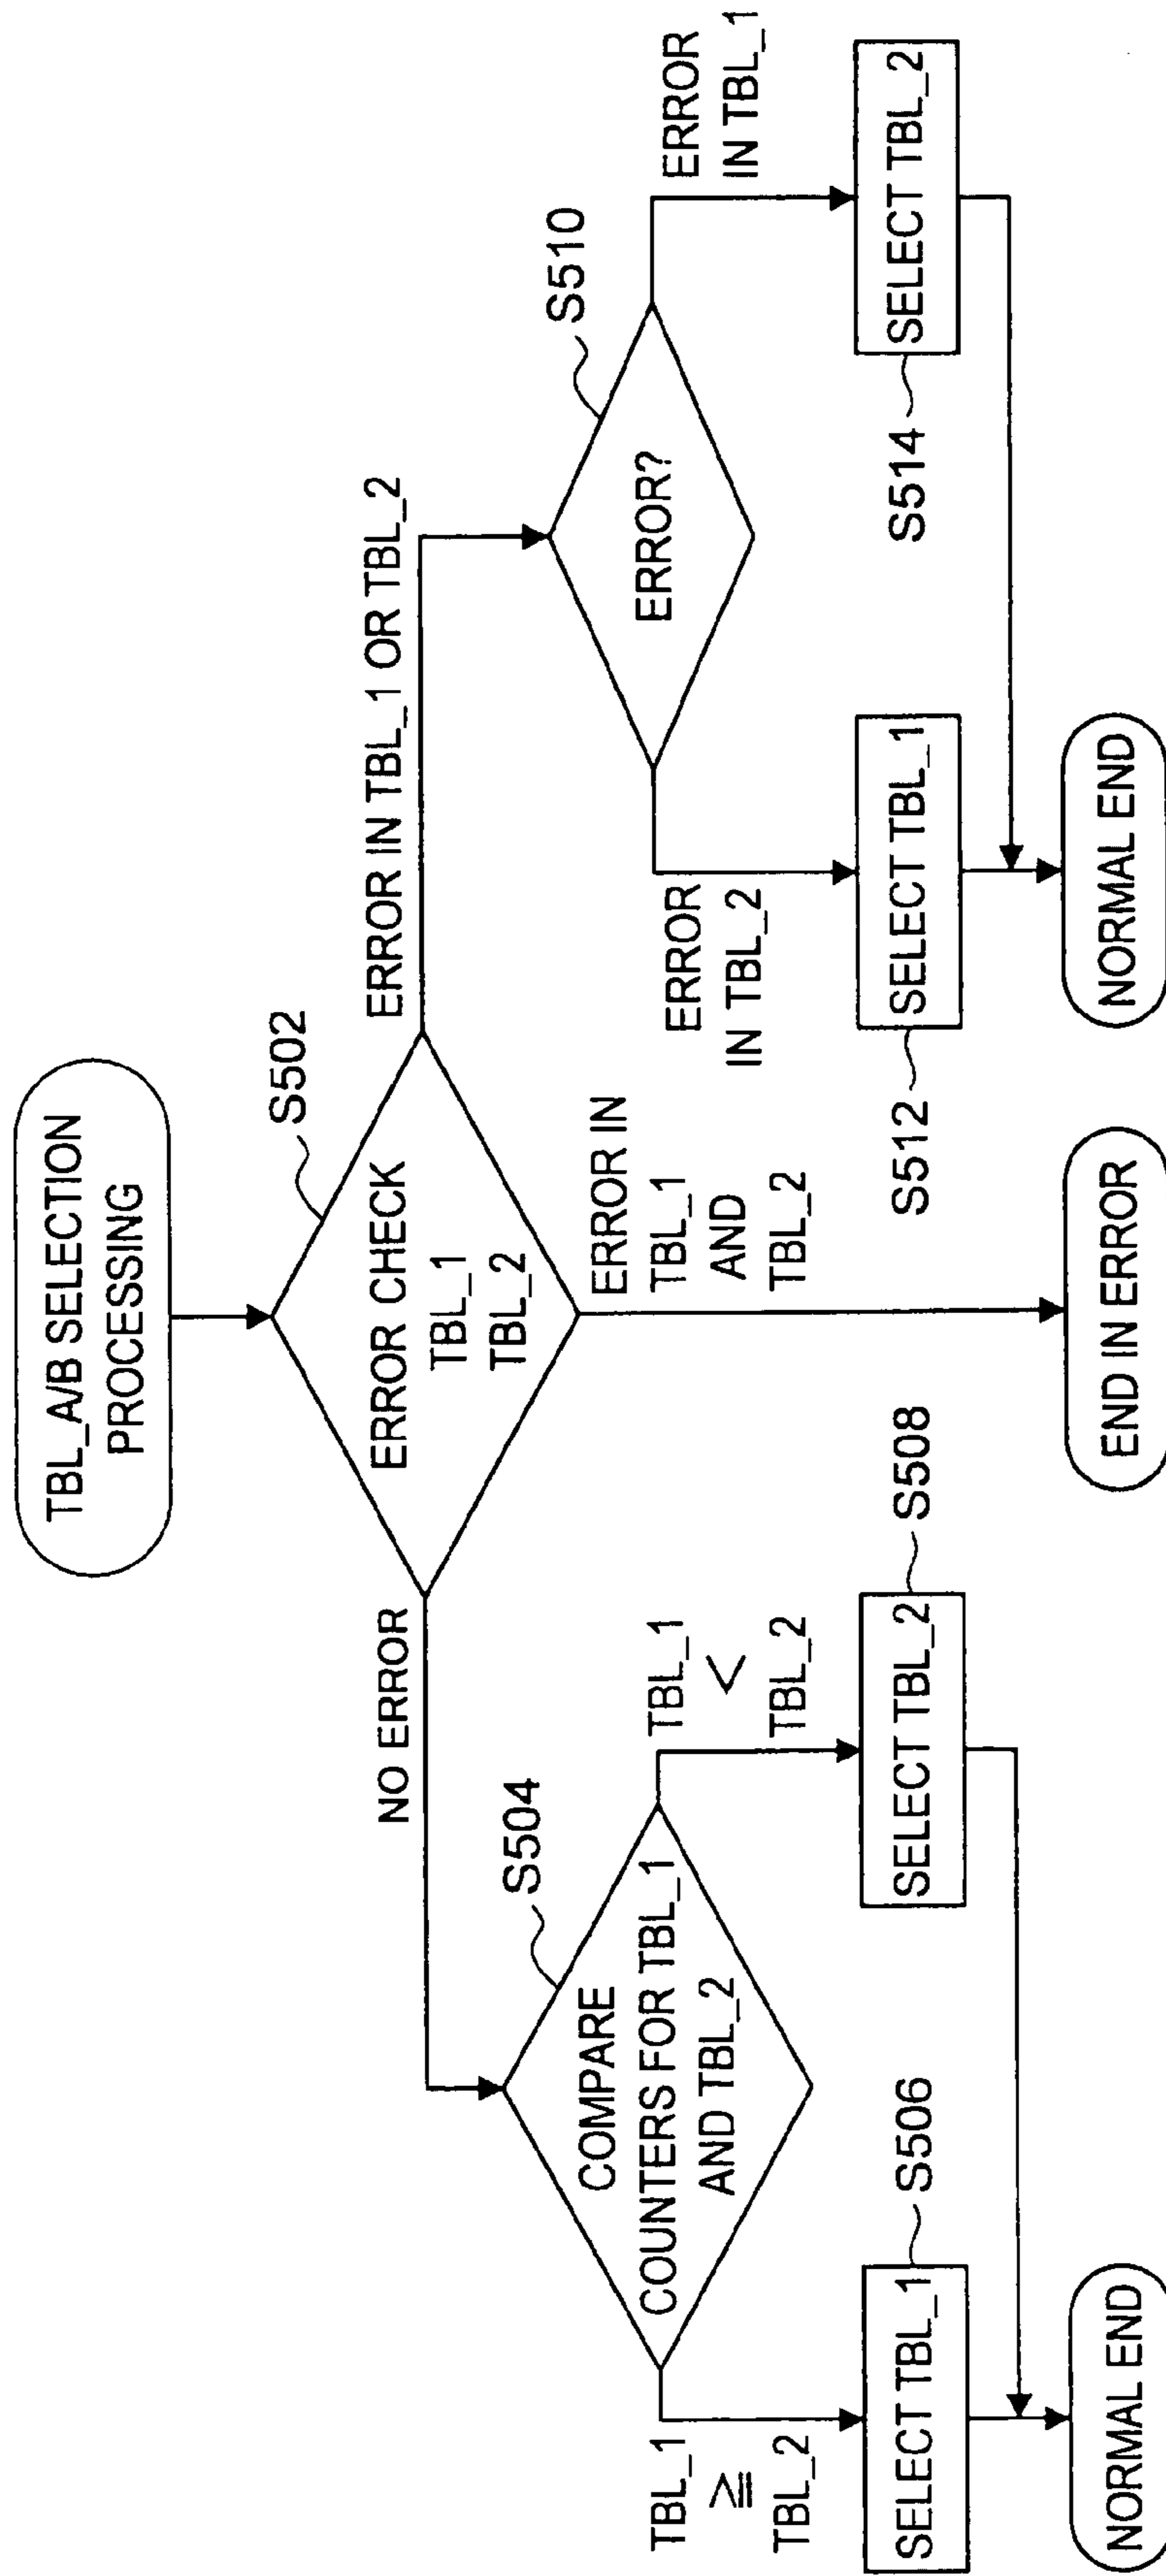 TBL_A/B SELECTION
PROCESSING
S502
ERROR CHECK
TBL_1
TBL_2
NO ERROR
ERROR IN TBL_1 OR TBL_2
ERROR IN
TBL_1
AND
TBL_2
S504
COMPARE
COUNTERS FOR TBL_1
AND TBL_2
TBL_1
≧
TBL_2
TBL_1
<
TBL_2
S506
SELECT TBL_1
S508
SELECT TBL_2
NORMAL END
END IN ERROR
S510
ERROR?
ERROR
IN TBL_2
ERROR
IN TBL_1
S512
SELECT TBL_1
S514
SELECT TBL_2
NORMAL END